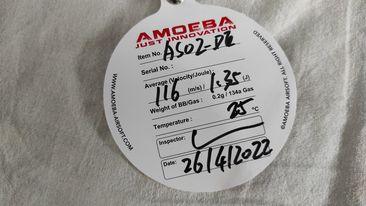 AMOEBA
JUST INNOVATION
Item No. AS02-DE
Serial No. :
Average (Velocity/Joule)
116 (m/s) / 1.35 (J)
Weight of BB/Gas : 0.2g / 134a Gas
Temperature : 25 °C
Inspector:
Date: 26/4/2022
WWW.AMOEBA-AIRSOFT.COM
©AMOEBA AIRSOFT. ALL RIGHT RESERVED